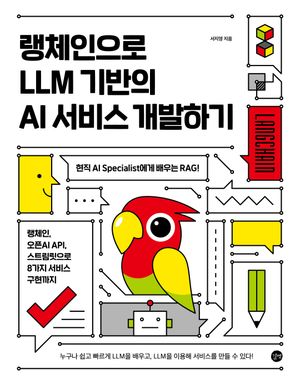 서지영 지음
랭체인으로
LLM 기반의
AI 서비스 개발하기
LANGCHAIN
현직 AI Specialist에게 배우는 RAG!
랭체인,
오픈AI API,
스트림릿으로
8가지 서비스
구현까지
누구나 쉽고 빠르게 LLM을 배우고, LLM을 이용해 서비스를 만들 수 있다!
길벗